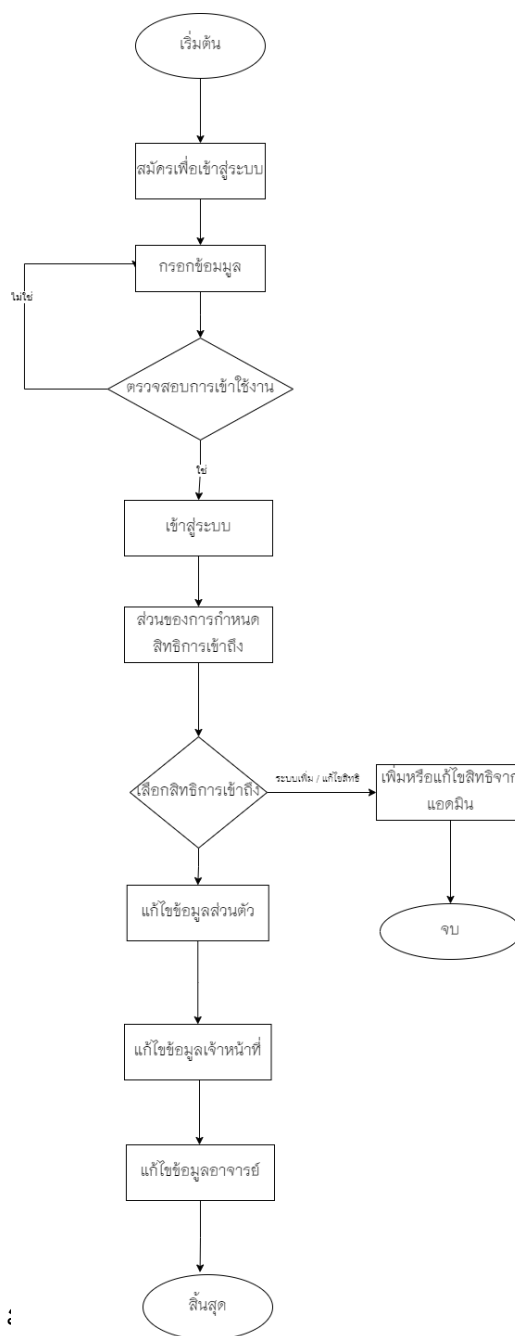 เริ่มต้น
สมัครเพื่อเข้าสู่ระบบ
กรอกข้อมมูล
ไม่ใช่
ตรวจสอบการเข้าใช้งาน
ใช่
เข้าสู่ระบบ
ส่วนของการกำหนด
สิทธิการเข้าถึง
เลือกสิทธิการเข้าถึง
ระบบเพิ่ม / แก้ไขสิทธิ
เพิ่มหรือแก้ไขสิทธิจาก
แอดมิน
แก้ไขข้อมูลส่วนตัว
จบ
แก้ไขข้อมูลเจ้าหน้าที่
แก้ไขข้อมูลอาจารย์
สิ้นสุด